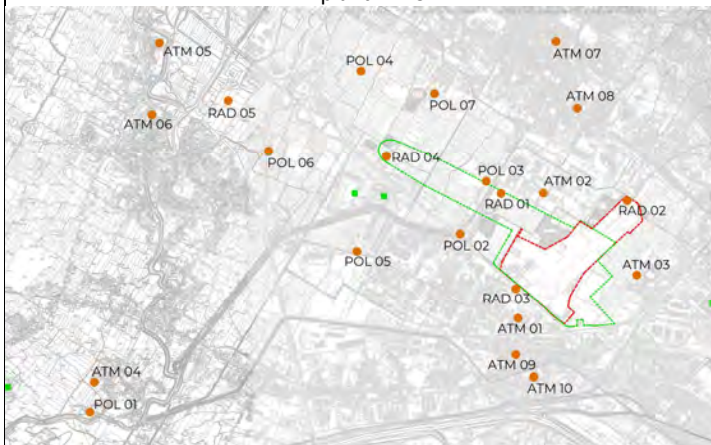 ATM 05
ATM 07
POL 04
POL 07
ATM 08
RAD 05
ATM 06
POL 06
RAD 04
POL 03
ATM 02
RAD 01
RAD 02
POL 02
POL 05
ATM 03
RAD 03
ATM 01
ATM 09
ATM 04
ATM 10
POL 01